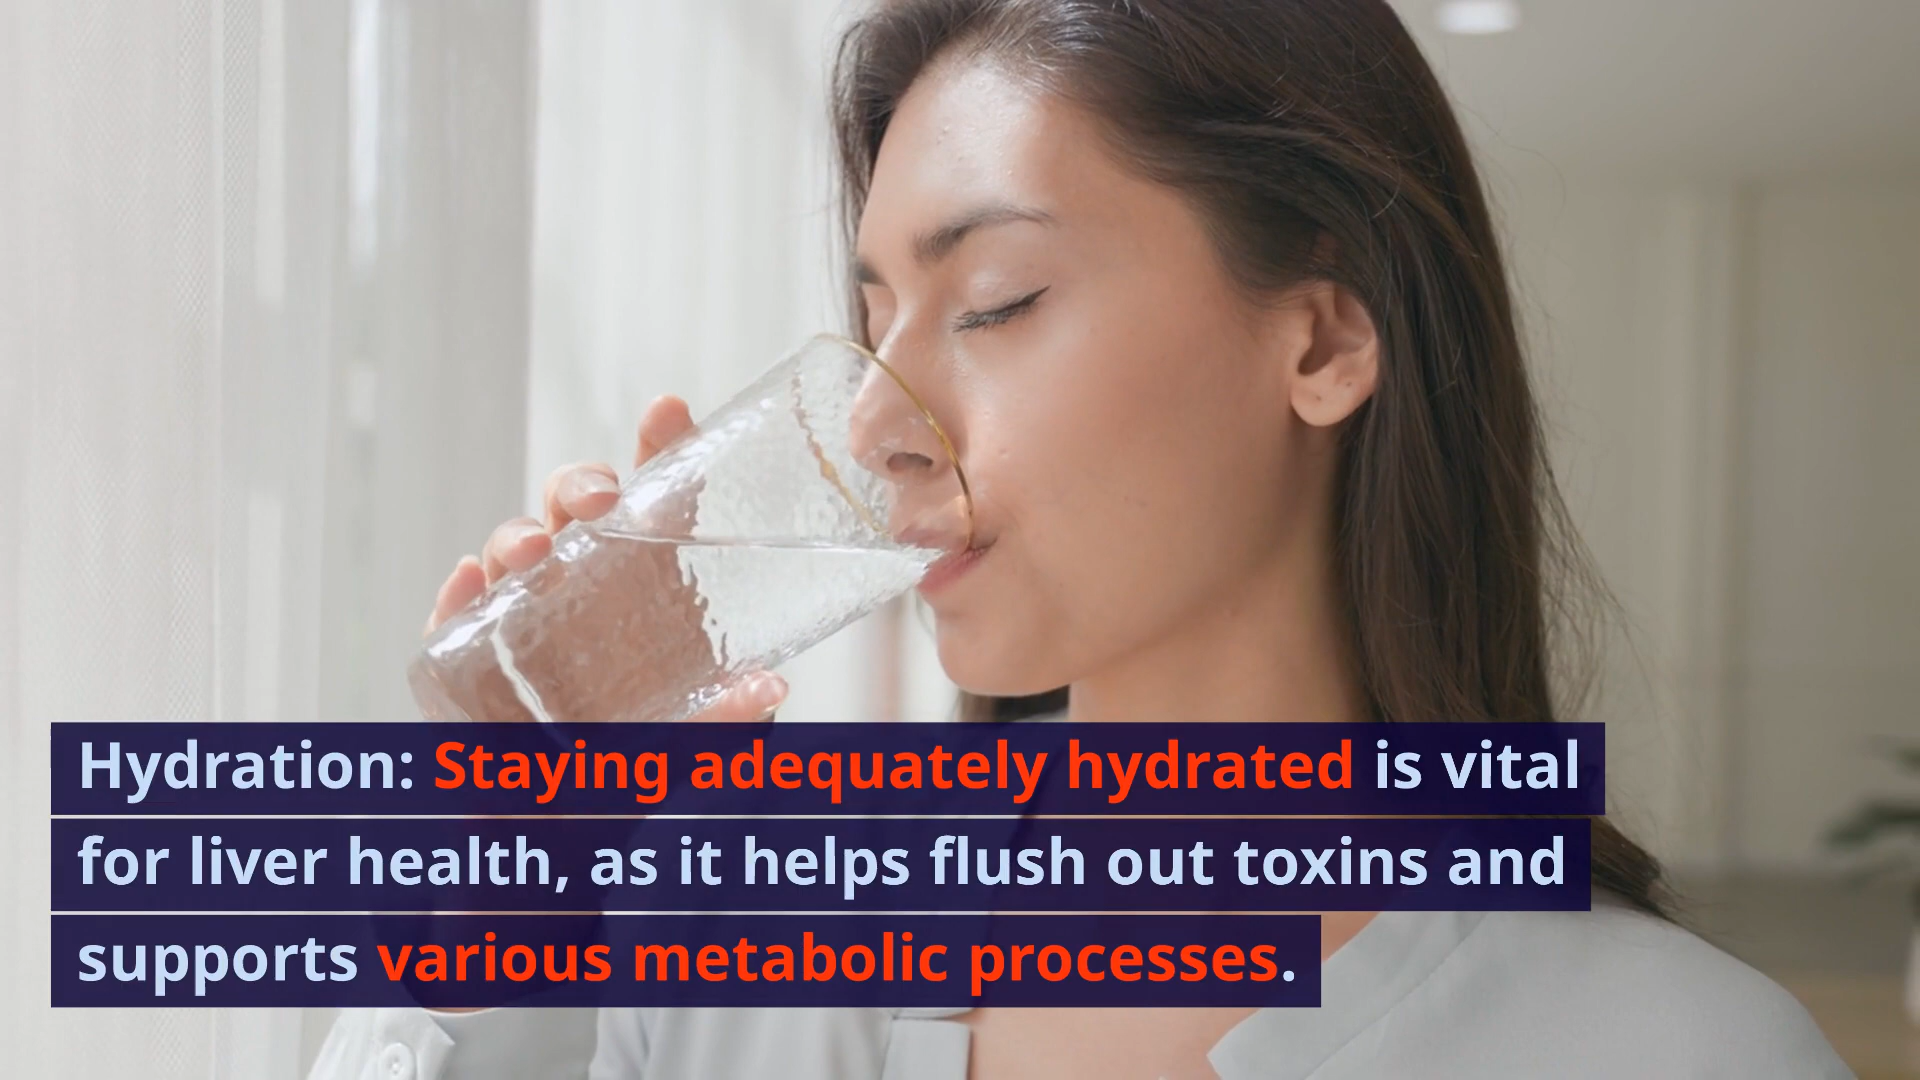 Hydration: Staying adequately hydrated is vital
for liver health, as it helps flush out toxins and
supports various metabolic processes.